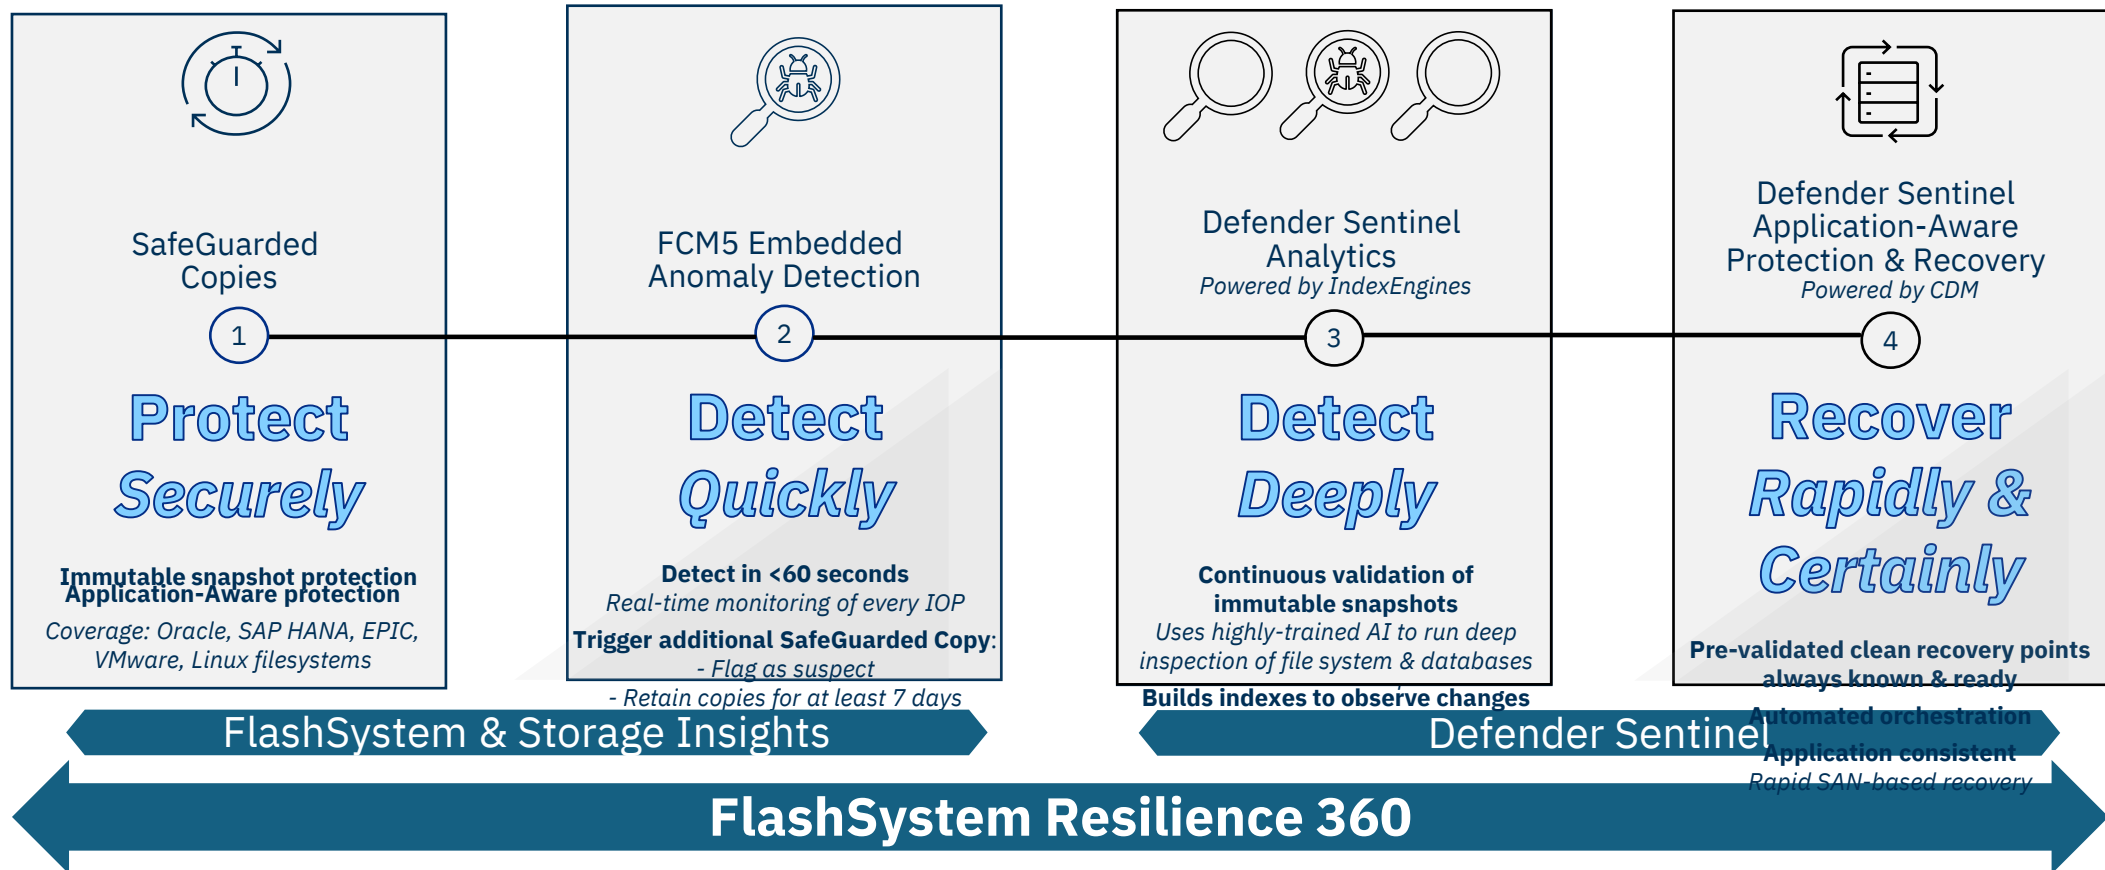 SafeGuarded
Copies
1
Protect
Securely
Immutable snapshot protection
Application-Aware protection
Coverage: Oracle, SAP HANA, EPIC,
VMware, Linux filesystems
FCM5 Embedded
Anomaly Detection
2
Detect
Quickly
Detect in <60 seconds
Real-time monitoring of every IOP
Trigger additional SafeGuarded Copy:
- Flag as suspect
- Retain copies for at least 7 days
Defender Sentinel
Analytics
Powered by IndexEngines
3
Detect
Deeply
Continuous validation of
immutable snapshots
Uses highly-trained AI to run deep
inspection of file system & databases
Builds indexes to observe changes
Defender Sentinel
Application-Aware
Protection & Recovery
Powered by CDM
4
Recover
Rapidly &
Certainly
Pre-validated clean recovery points
always known & ready
Automated orchestration
Application consistent
Rapid SAN-based recovery
FlashSystem & Storage Insights
Defender Sentinel
FlashSystem Resilience 360